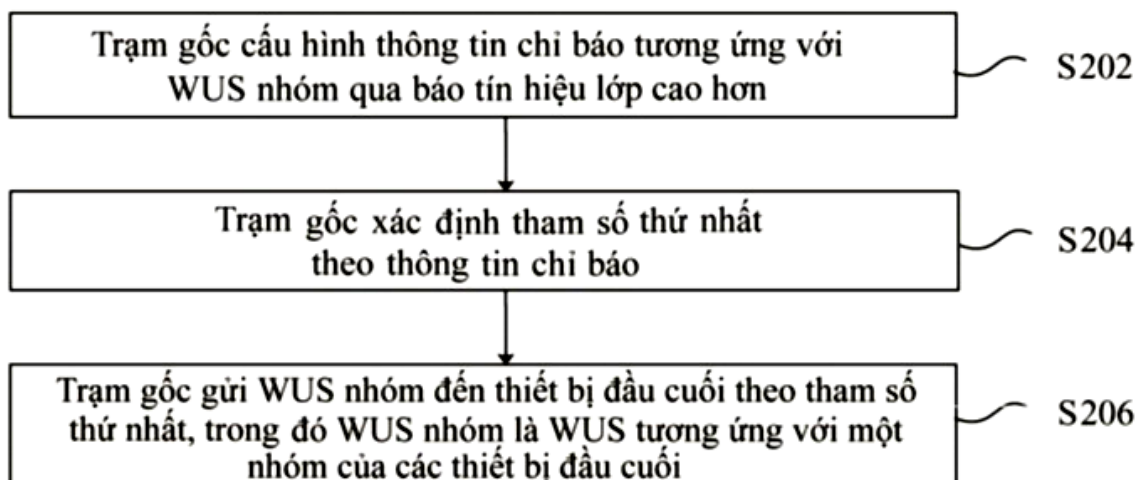 Trạm gốc cấu hình thông tin chỉ báo tương ứng với
WUS nhóm qua báo tín hiệu lớp cao hơn
S202
Trạm gốc xác định tham số thứ nhất
theo thông tin chỉ báo
S204
Trạm gốc gửi WUS nhóm đến thiết bị đầu cuối theo tham số
thứ nhất, trong đó WUS nhóm là WUS tương ứng với một
nhóm của các thiết bị đầu cuối
S206